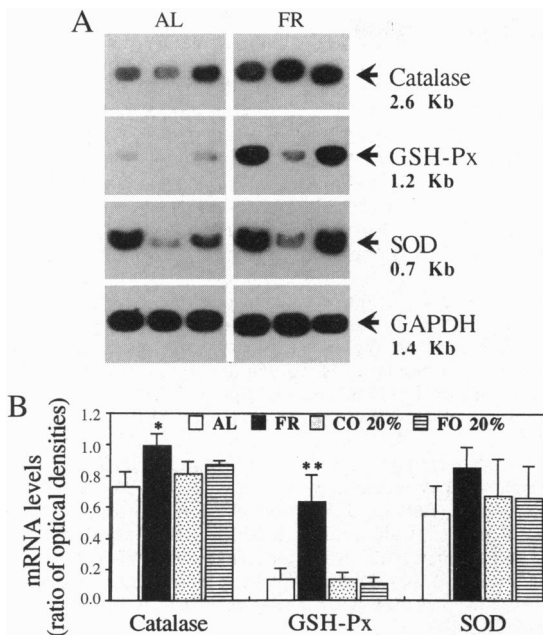 A AL FR
Catalase
2.6 Kb
GSH-Px
1.2 Kb
SOD
0.7 Kb
GAPDH
1.4 Kb
B
AL FR CO 20% FO 20%
mRNA levels
(ratio of optical densities)
1.2
1.0
0.8
0.6
0.4
0.2
0.0
*
**
Catalase GSH-Px SOD